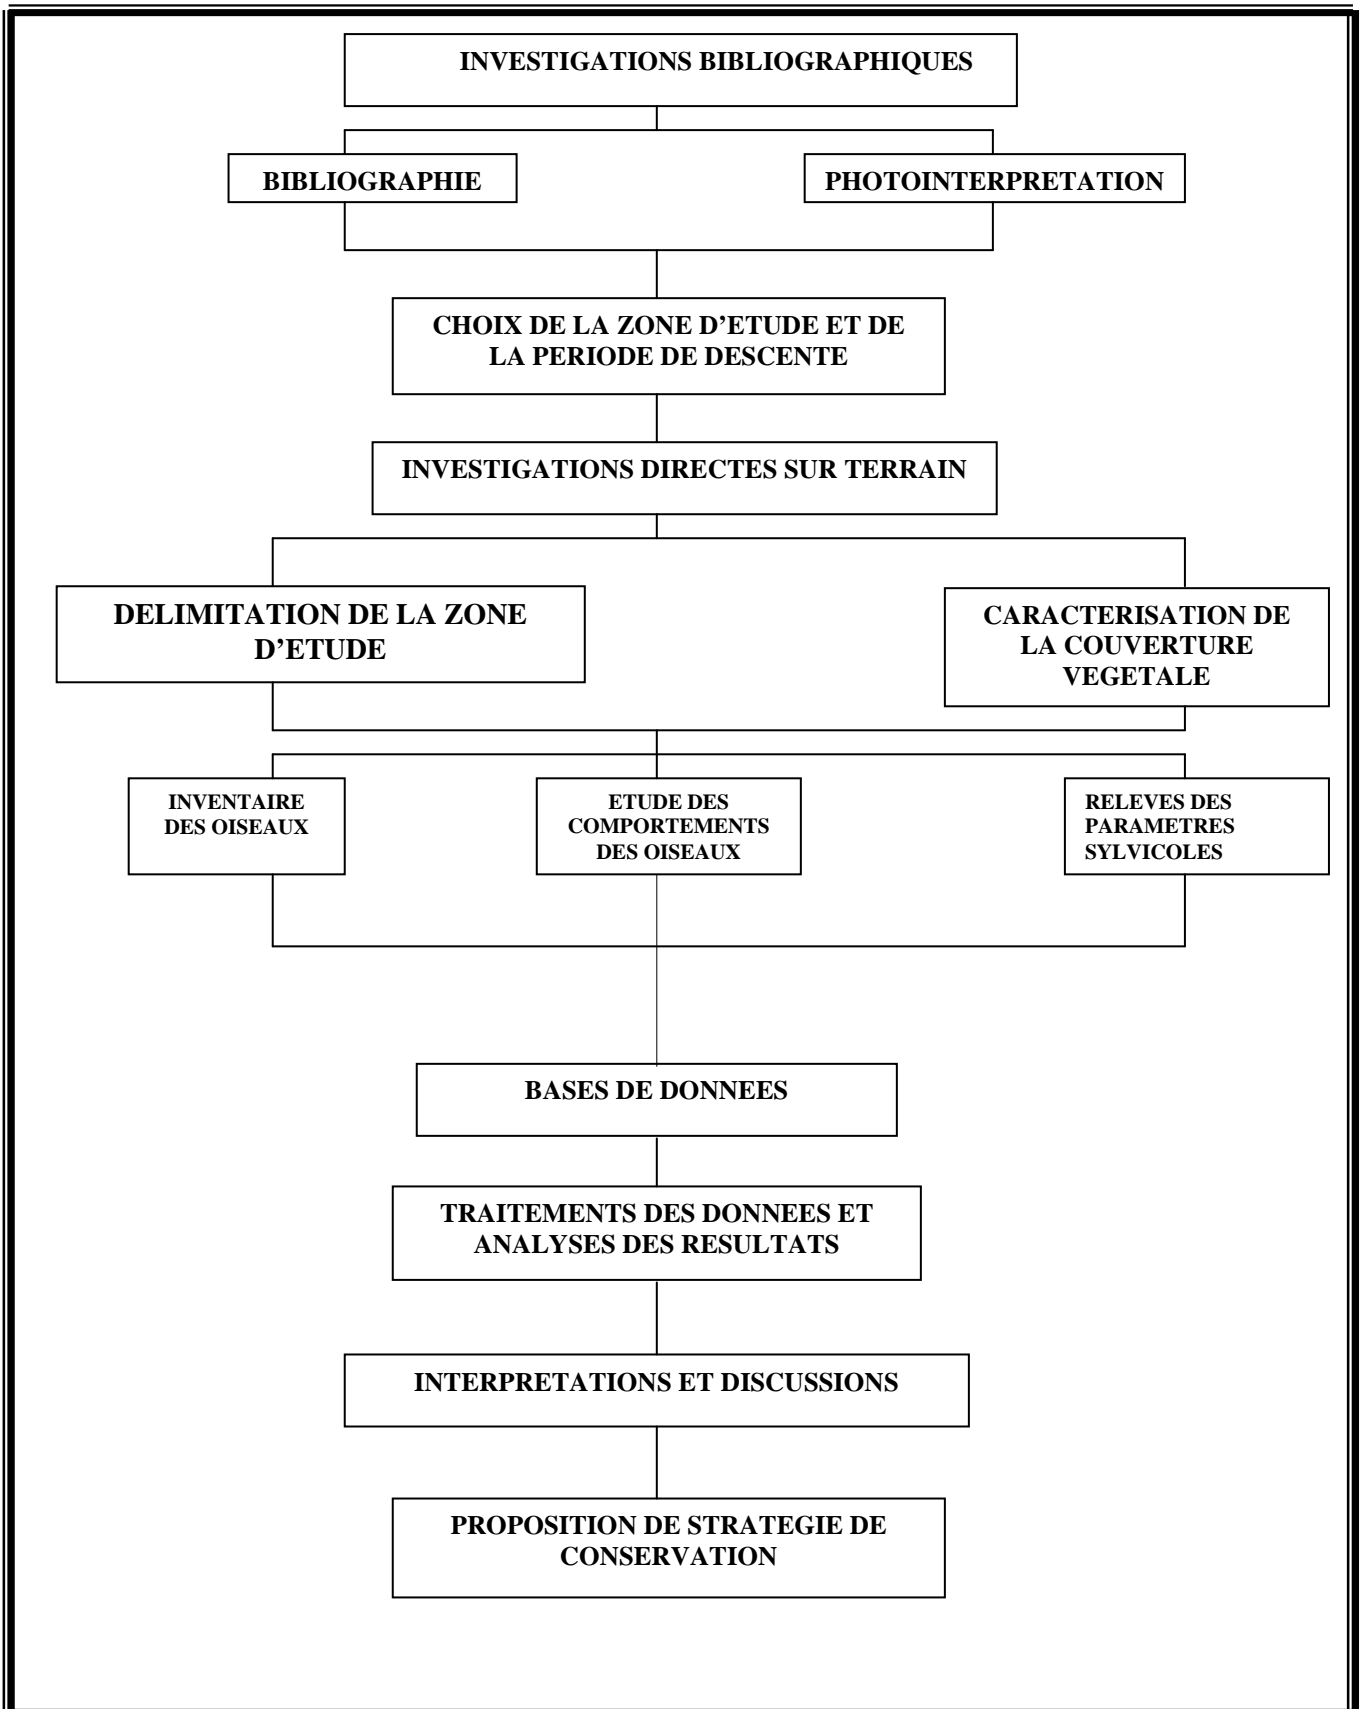 INVESTIGATIONS BIBLIOGRAPHIQUES
BIBLIOGRAPHIE
PHOTOINTERPRETATION
CHOIX DE LA ZONE D’ETUDE ET DE
LA PERIODE DE DESCENTE
INVESTIGATIONS DIRECTES SUR TERRAIN
DELIMITATION DE LA ZONE
D’ETUDE
CARACTERISATION DE
LA COUVERTURE
VEGETALE
INVENTAIRE
DES OISEAUX
ETUDE DES
COMPORTEMENTS
DES OISEAUX
RELEVES DES
PARAMETRES
SYLVICOLES
BASES DE DONNEES
TRAITEMENTS DES DONNEES ET
ANALYSES DES RESULTATS
INTERPRETATIONS ET DISCUSSIONS
PROPOSITION DE STRATEGIE DE
CONSERVATION